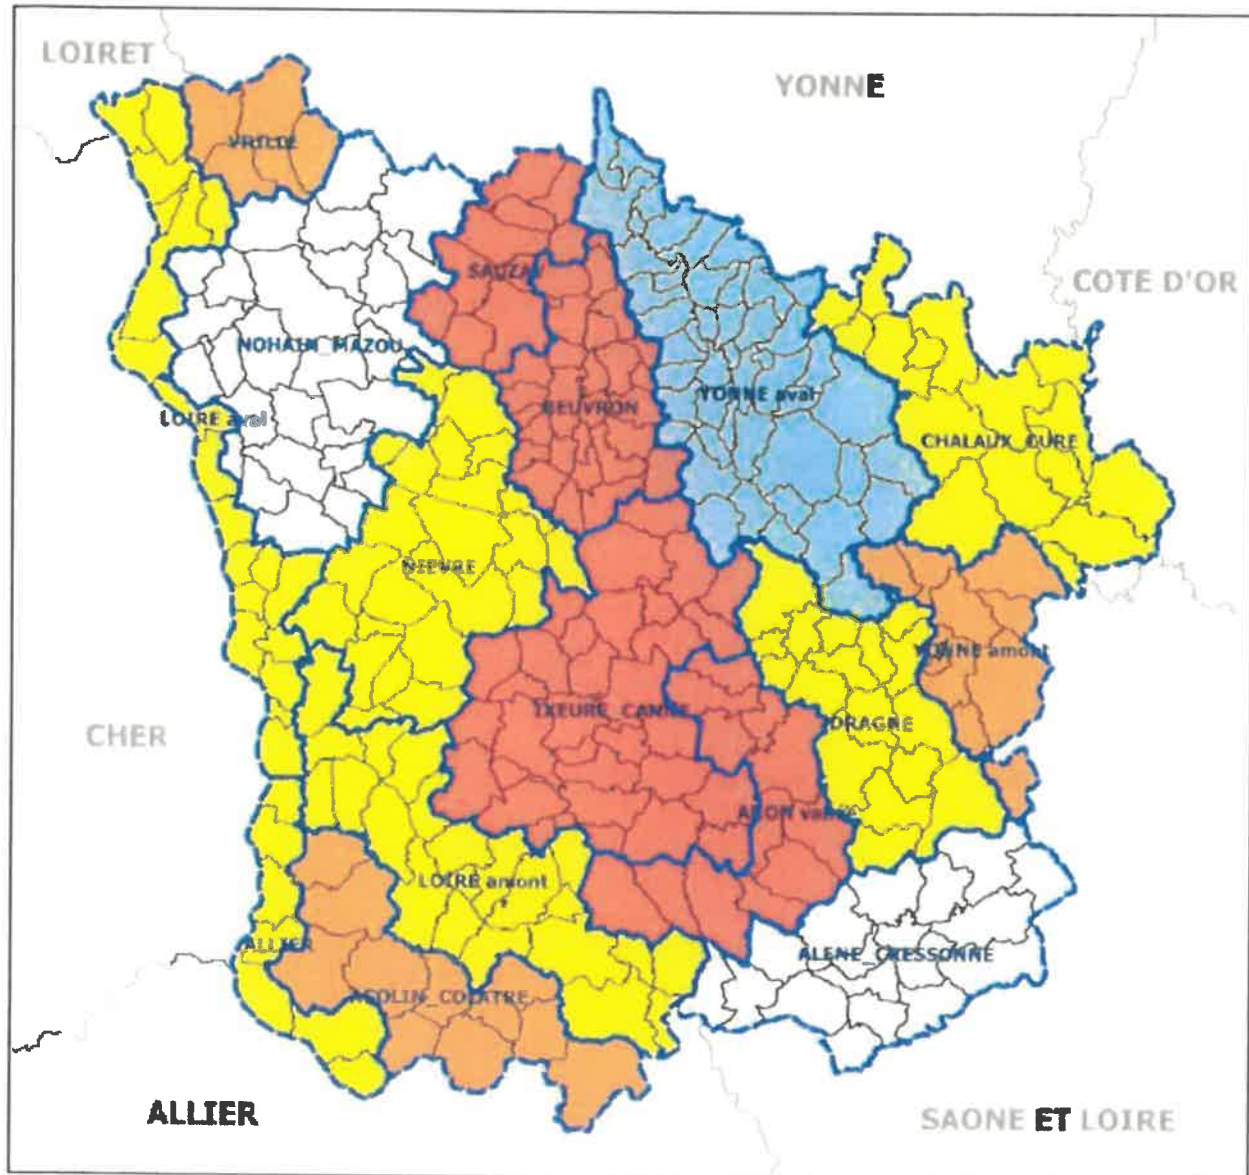 LOIRET
YONNE
VRILLE
COTE D'OR
SAUZAY
NOHAIN_MAZOU
LOIRE aval
BEUVRON
YONNE aval
CHALAUX_CURE
NIEVRE
YONNE amont
CHER
IXEURE_CANNE
DRAGNE
ARON vallée
LOIRE amont
ALLIER
ALENE_CRESSONNE
ACOLIN_COLATRE
ALLIER
SAONE ET LOIRE